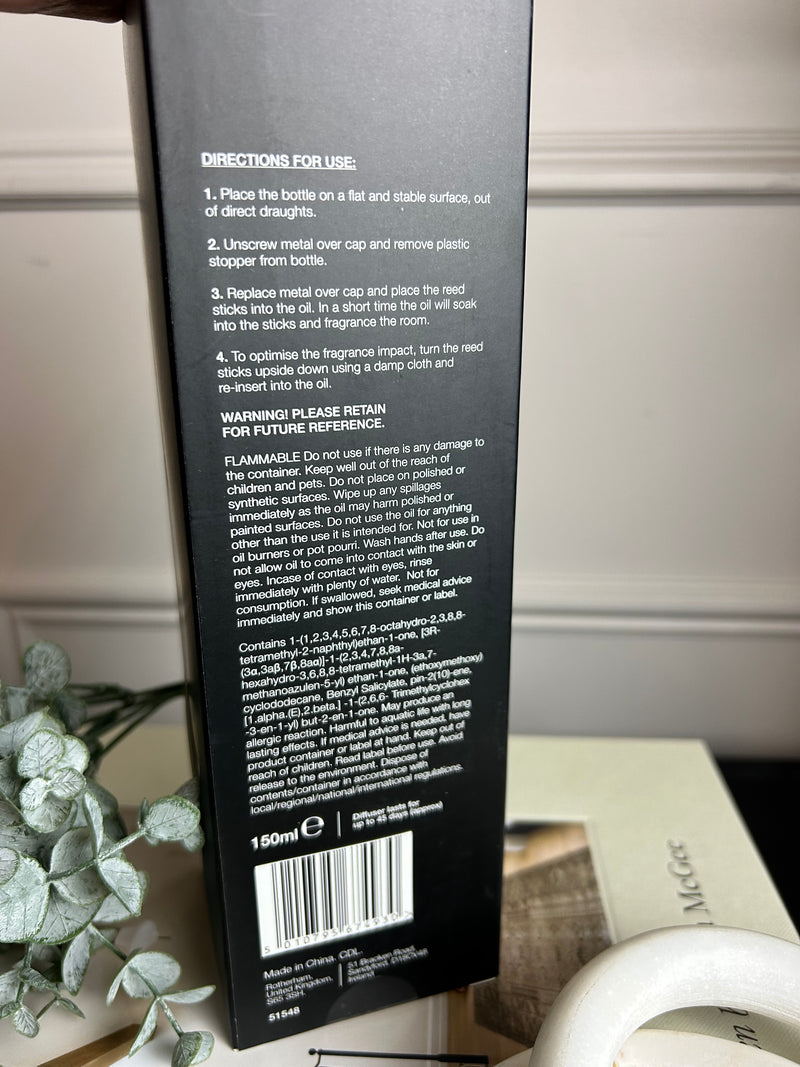 DIRECTIONS FOR USE:
1. Place the bottle on a flat and stable surface, out
of direct draughts.
2. Unscrew metal over cap and remove plastic
stopper from bottle.
3. Replace metal over cap and place the reed
sticks into the oil. In a short time the oil will soak
into the sticks and fragrance the room.
4. To optimise the fragrance impact, turn the reed
sticks upside down using a damp cloth and
re-insert into the oil.
WARNING! PLEASE RETAIN
FOR FUTURE REFERENCE.
FLAMMABLE Do not use if there is any damage to
the container. Keep well out of the reach of
children and pets. Do not place on polished or
synthetic surfaces. Wipe up any spillages
immediately as the oil may harm polished or
painted surfaces. Do not use the oil for anything
other than the use it is intended for. Not for use in
oil burners or pot pourri. Wash hands after use. Do
not allow oil to come into contact with the skin or
eyes. Incase of contact with eyes, rinse
immediately with plenty of water. Not for
consumption. If swallowed, seek medical advice
immediately and show this container or label.
Contains 1-(1,2,3,4,5,6,7,8-octahydro-2,3,8,8-
tetramethyl-2-naphthyl)ethan-1-one, [3R-
(3α,3aβ,7β,8aα)]-1-(2,3,4,7,8,8a-
hexahydro-3,6,8,8-tetramethyl-1H-3a,7-
methanoazulen-5-yl) ethan-1-one, (ethoxymethoxy)
cyclododecane, Benzyl Salicylate, pin-2(10)-ene,
[1.alpha.(E),2.beta.] -1-(2,6,6- Trimethylcyclohex
-3-en-1-yl) but-2-en-1-one. May produce an
allergic reaction. Harmful to aquatic life with long
lasting effects. If medical advice is needed, have
product container or label at hand. Keep out of
reach of children. Read label before use. Avoid
release to the environment. Dispose of
contents/container in accordance with
local/regional/national/international regulations.
150ml ℮
Diffuser lasts for
up to 45 days (approx)
5 010795 674930 >
Made in China. CDL.
Rotherham,
United Kingdom,
S65 3SH.
51 Bracken Road,
Sandyford,
Ireland
51548
McGee